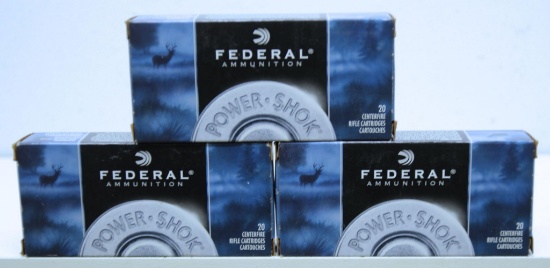 FEDERAL®
AMMUNITION
POWER·SHOK
20
CENTERFIRE
RIFLE CARTRIDGES
CARTOUCHES
FEDERAL®
AMMUNITION
POWER·SHOK
20
CENTERFIRE
RIFLE CARTRIDGES
CARTOUCHES
FEDERAL®
AMMUNITION
POWER·SHOK
20
CENTERFIRE
RIFLE CARTRIDGES
CARTOUCHES